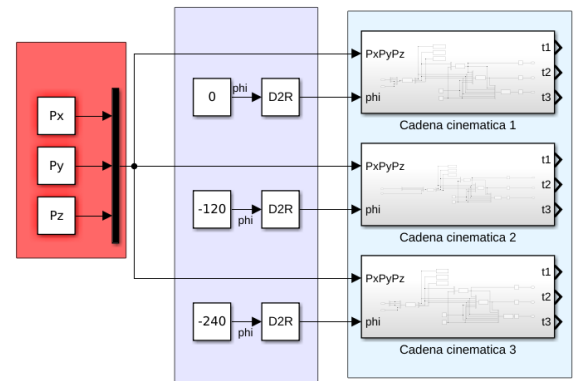 Px
Py
Pz
0
phi
D2R
-120
phi
D2R
-240
phi
D2R
PxPyPz
phi
t1
t2
t3
Cadena cinematica 1
PxPyPz
phi
t1
t2
t3
Cadena cinematica 2
PxPyPz
phi
t1
t2
t3
Cadena cinematica 3